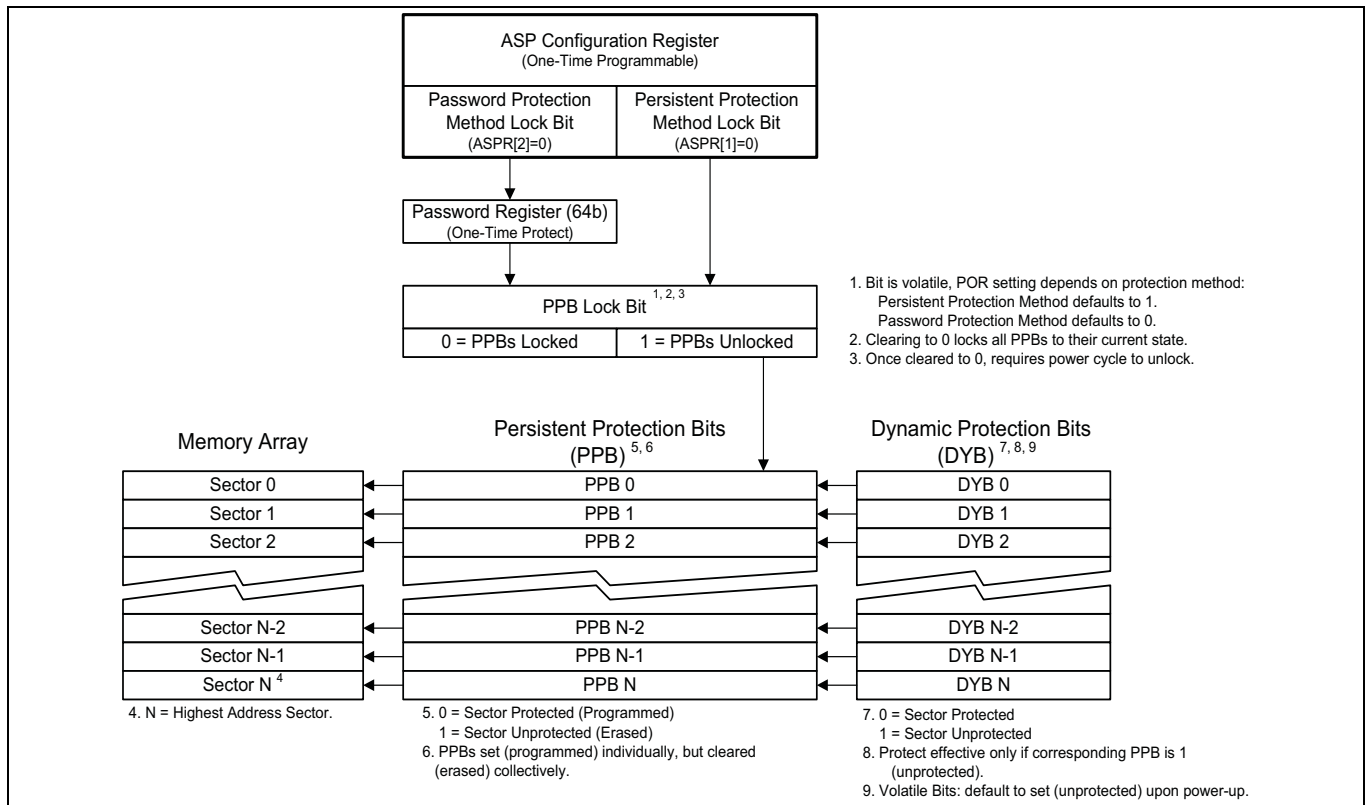 ASP Configuration Register
(One-Time Programmable)
Password Protection
Method Lock Bit
(ASPR[2]=0)
Persistent Protection
Method Lock Bit
(ASPR[1]=0)
Password Register (64b)
(One-Time Protect)
PPB Lock Bit 1, 2, 3
0 = PPBs Locked
1 = PPBs Unlocked
1. Bit is volatile, POR setting depends on protection method:
Persistent Protection Method defaults to 1.
Password Protection Method defaults to 0.
2. Clearing to 0 locks all PPBs to their current state.
3. Once cleared to 0, requires power cycle to unlock.
Memory Array
Sector 0
Sector 1
Sector 2
Sector N-2
Sector N-1
Sector N 4
4. N = Highest Address Sector.
Persistent Protection Bits
(PPB) 5, 6
PPB 0
PPB 1
PPB 2
PPB N-2
PPB N-1
PPB N
5. 0 = Sector Protected (Programmed)
1 = Sector Unprotected (Erased)
6. PPBs set (programmed) individually, but cleared
(erased) collectively.
Dynamic Protection Bits
(DYB) 7, 8, 9
DYB 0
DYB 1
DYB 2
DYB N-2
DYB N-1
DYB N
7. 0 = Sector Protected
1 = Sector Unprotected
8. Protect effective only if corresponding PPB is 1
(unprotected).
9. Volatile Bits: default to set (unprotected) upon power-up.